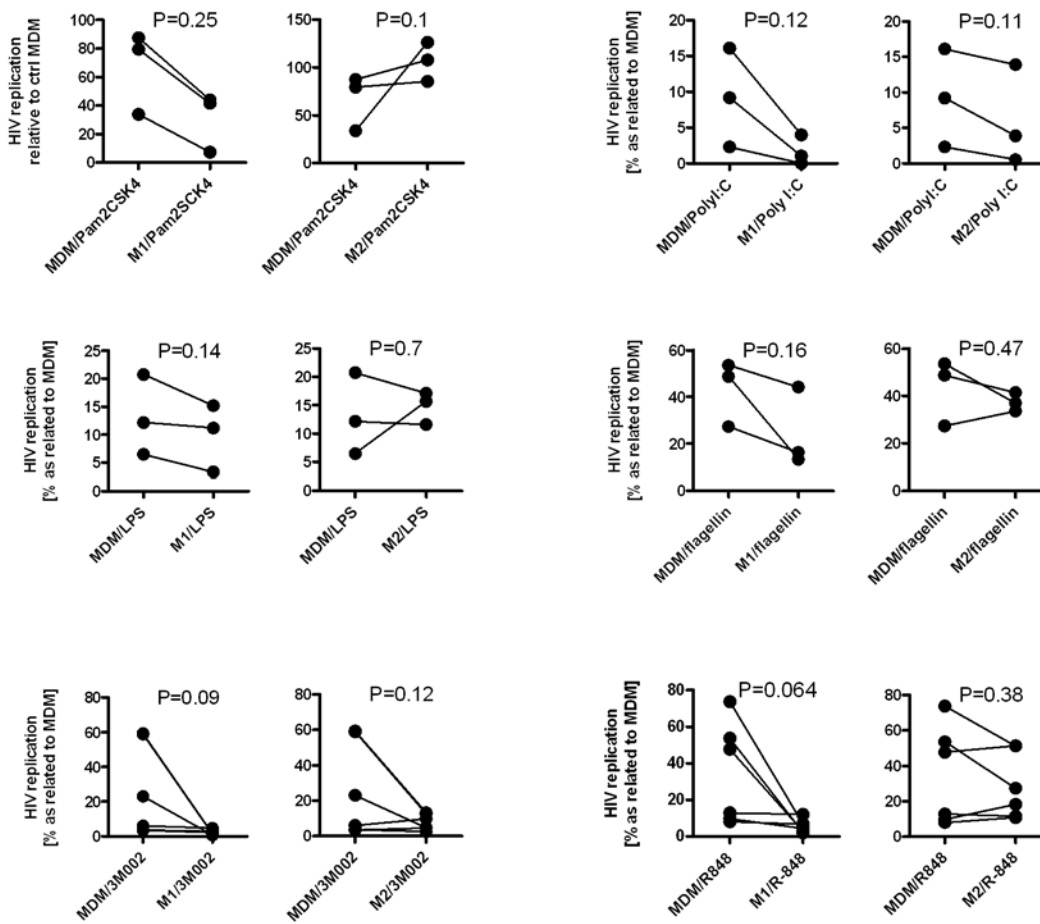 P=0.25
P=0.1
HIV replication
relative to ctrl MDM
100
80
60
40
20
0
150
100
50
0
MDM/Pam2CSK4
M1/Pam2SCK4
MDM/Pam2CSK4
M2/Pam2CSK4
P=0.12
P=0.11
HIV replication
[% as related to MDM]
20
15
10
5
0
20
15
10
5
0
MDM/PolyI:C
M1/Poly I:C
MDM/PolyI:C
M2/Poly I:C
P=0.14
P=0.7
HIV replication
[% as related to MDM]
25
20
15
10
5
0
25
20
15
10
5
0
MDM/LPS
M1/LPS
MDM/LPS
M2/LPS
P=0.16
P=0.47
HIV replication
[% as related to MDM]
60
40
20
0
60
40
20
0
MDM/flagellin
M1/flagellin
MDM/flagellin
M2/flagellin
P=0.09
P=0.12
HIV replication
[% as related to MDM]
80
60
40
20
0
80
60
40
20
0
MDM/3M002
M1/3M002
MDM/3M002
M2/3M002
P=0.064
P=0.38
HIV replication
[% as related to MDM]
80
60
40
20
0
80
60
40
20
0
MDM/R848
M1/R-848
MDM/R848
M2/R-848